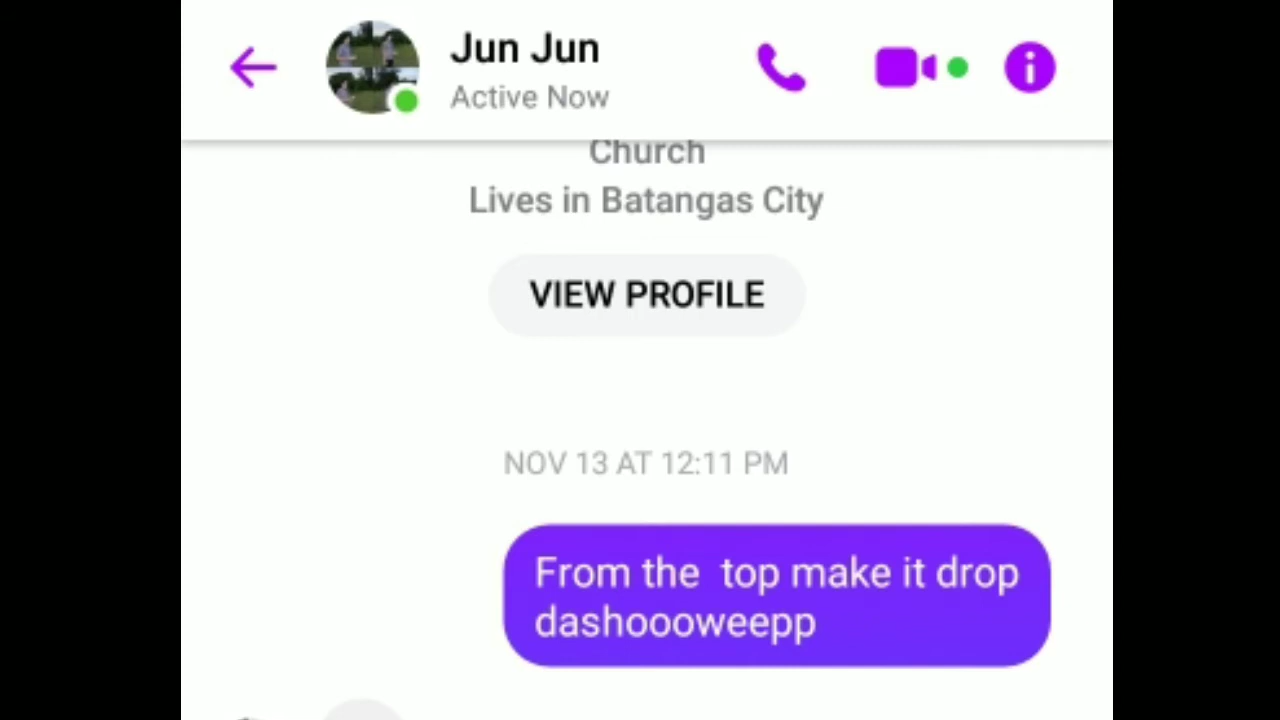 Jun Jun
Active Now
Church
Lives in Batangas City
VIEW PROFILE
NOV 13 AT 12:11 PM
From the  top make it drop
dashoooweepp